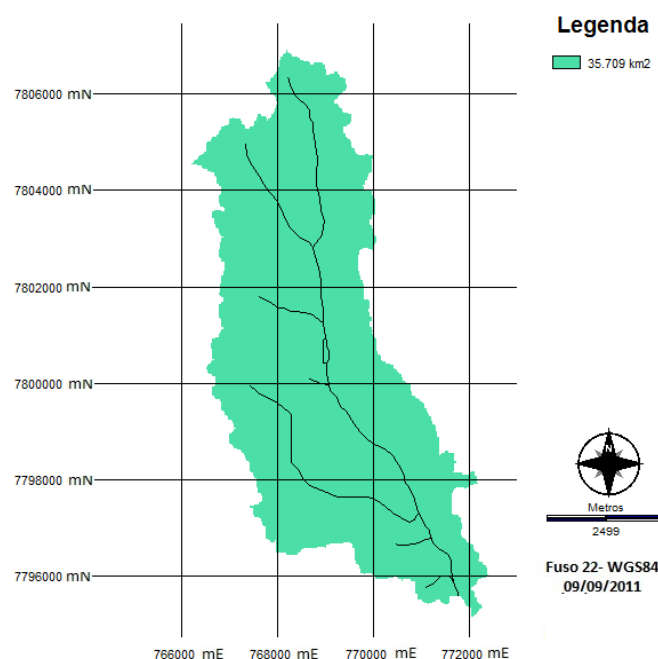 Legenda
35.709 km2
7806000 mN
7804000 mN
7802000 mN
7800000 mN
7798000 mN
7796000 mN
766000 mE
768000 mE
770000 mE
772000 mE
N
Metros
2499
Fuso 22- WGS84
09/09/2011